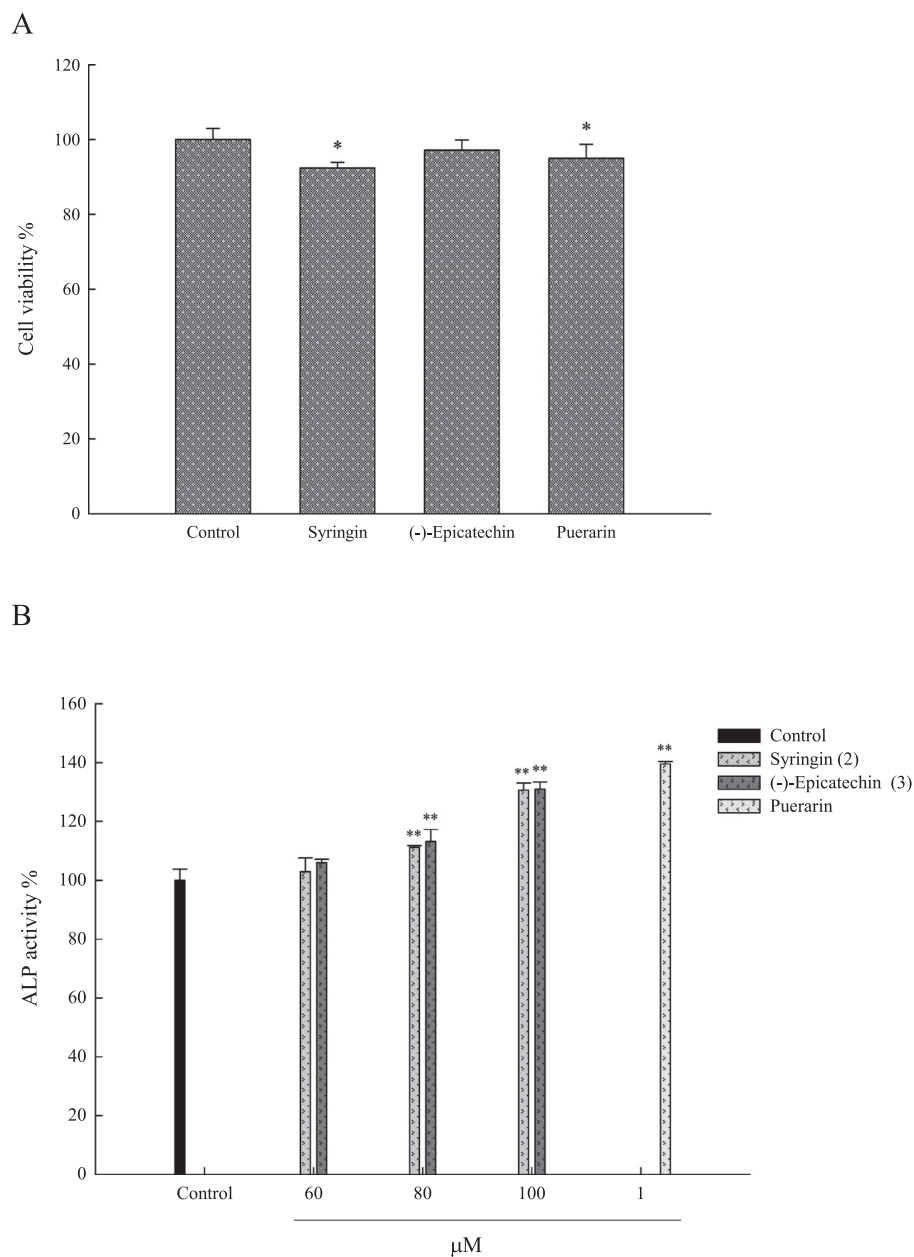 A
120
100
80
60
40
20
0
Cell viability %
*
*
Control Syringin (-)-Epicatechin Puerarin
B
160
140
120
100
80
60
40
20
0
ALP activity %
** ** ** ** **
Control
Syringin (2)
(-)-Epicatechin (3)
Puerarin
Control 60 80 100 1
μM